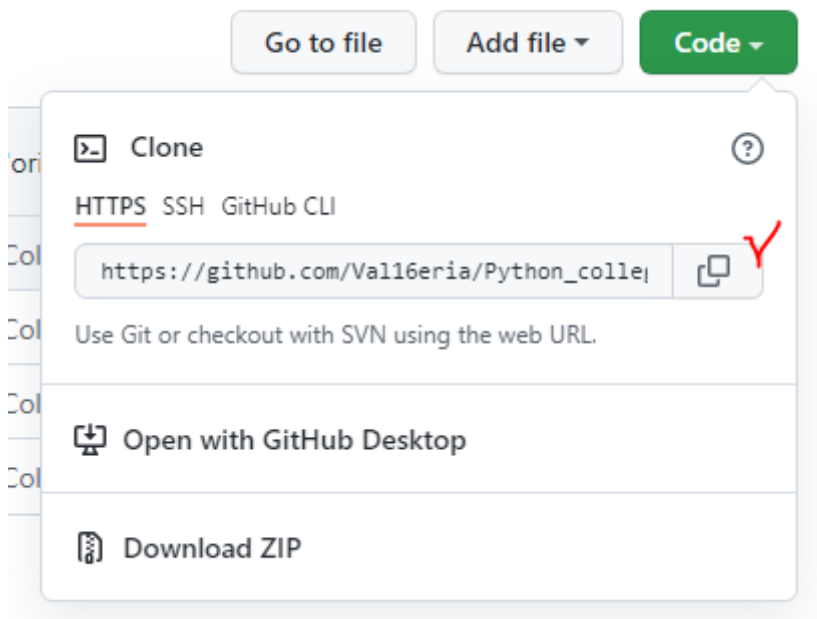 Go to file Add file Code
Clone
HTTPS SSH GitHub CLI
https://github.com/Val16eria/Python_colle
Use Git or checkout with SVN using the web URL.
Open with GitHub Desktop
Download ZIP